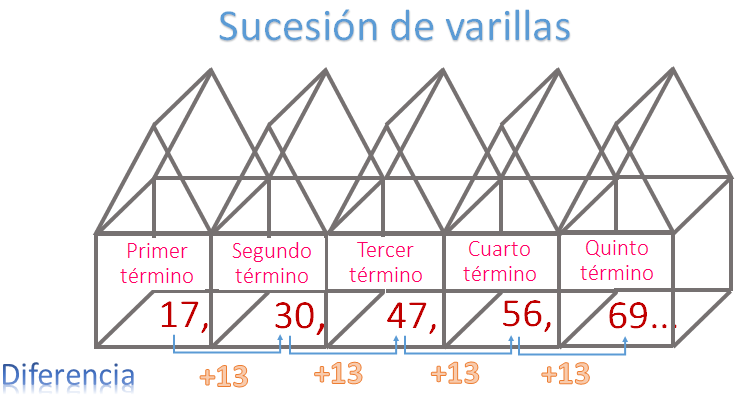 Sucesión de varillas
Primer término
Segundo término
Tercer término
Cuarto término
Quinto término
17, 30, 47, 56, 69...
Diferencia +13 +13 +13 +13